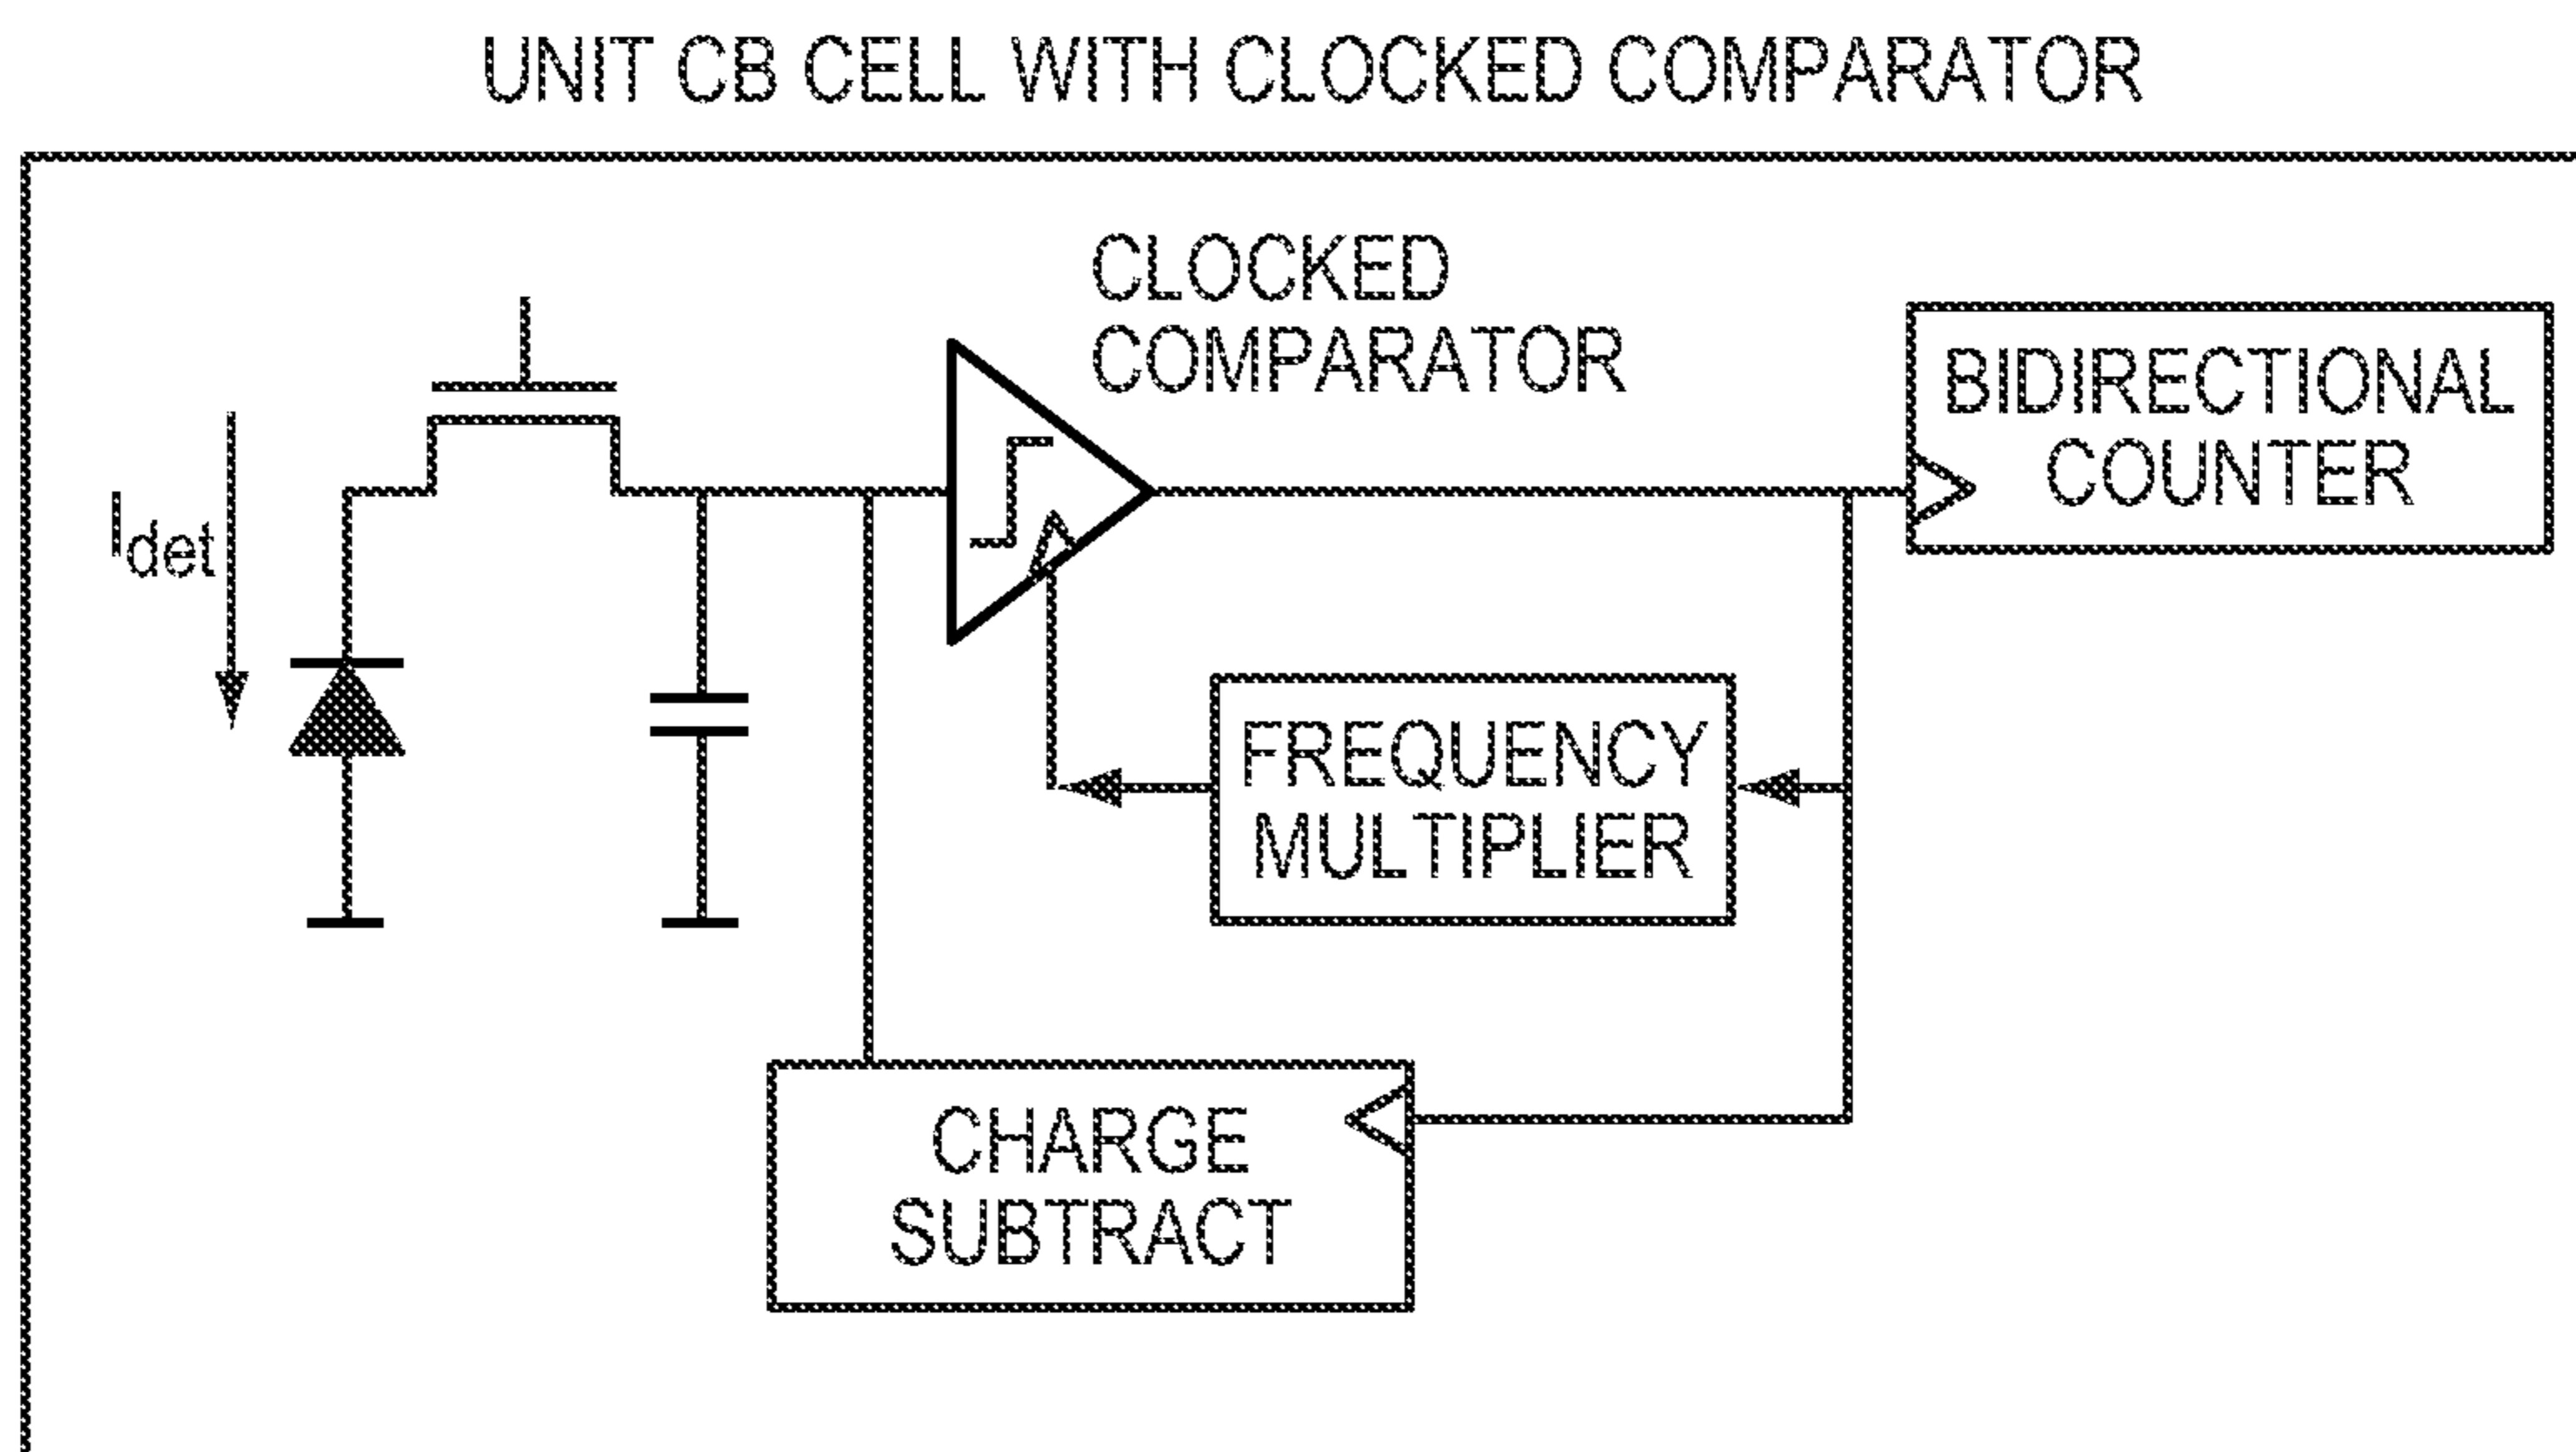 UNIT CB CELL WITH CLOCKED COMPARATOR
CLOCKED
COMPARATOR
BIDIRECTIONAL
COUNTER
Idet
FREQUENCY
MULTIPLIER
CHARGE
SUBTRACT